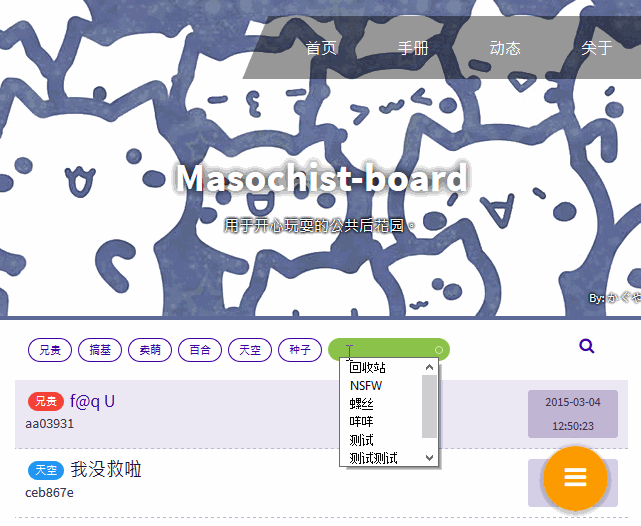 首页 手册 动态 关于
Masochist-board
用于开心玩耍的公共后花园。
By: かぐや
兄贵 搞基 卖萌 百合 天空 种子
回收站
NSFW
螺丝
咩咩
测试
测试测试
兄贵 f@q U
aa03931
2015-03-04
12:50:23
天空 我没救啦
ceb867e